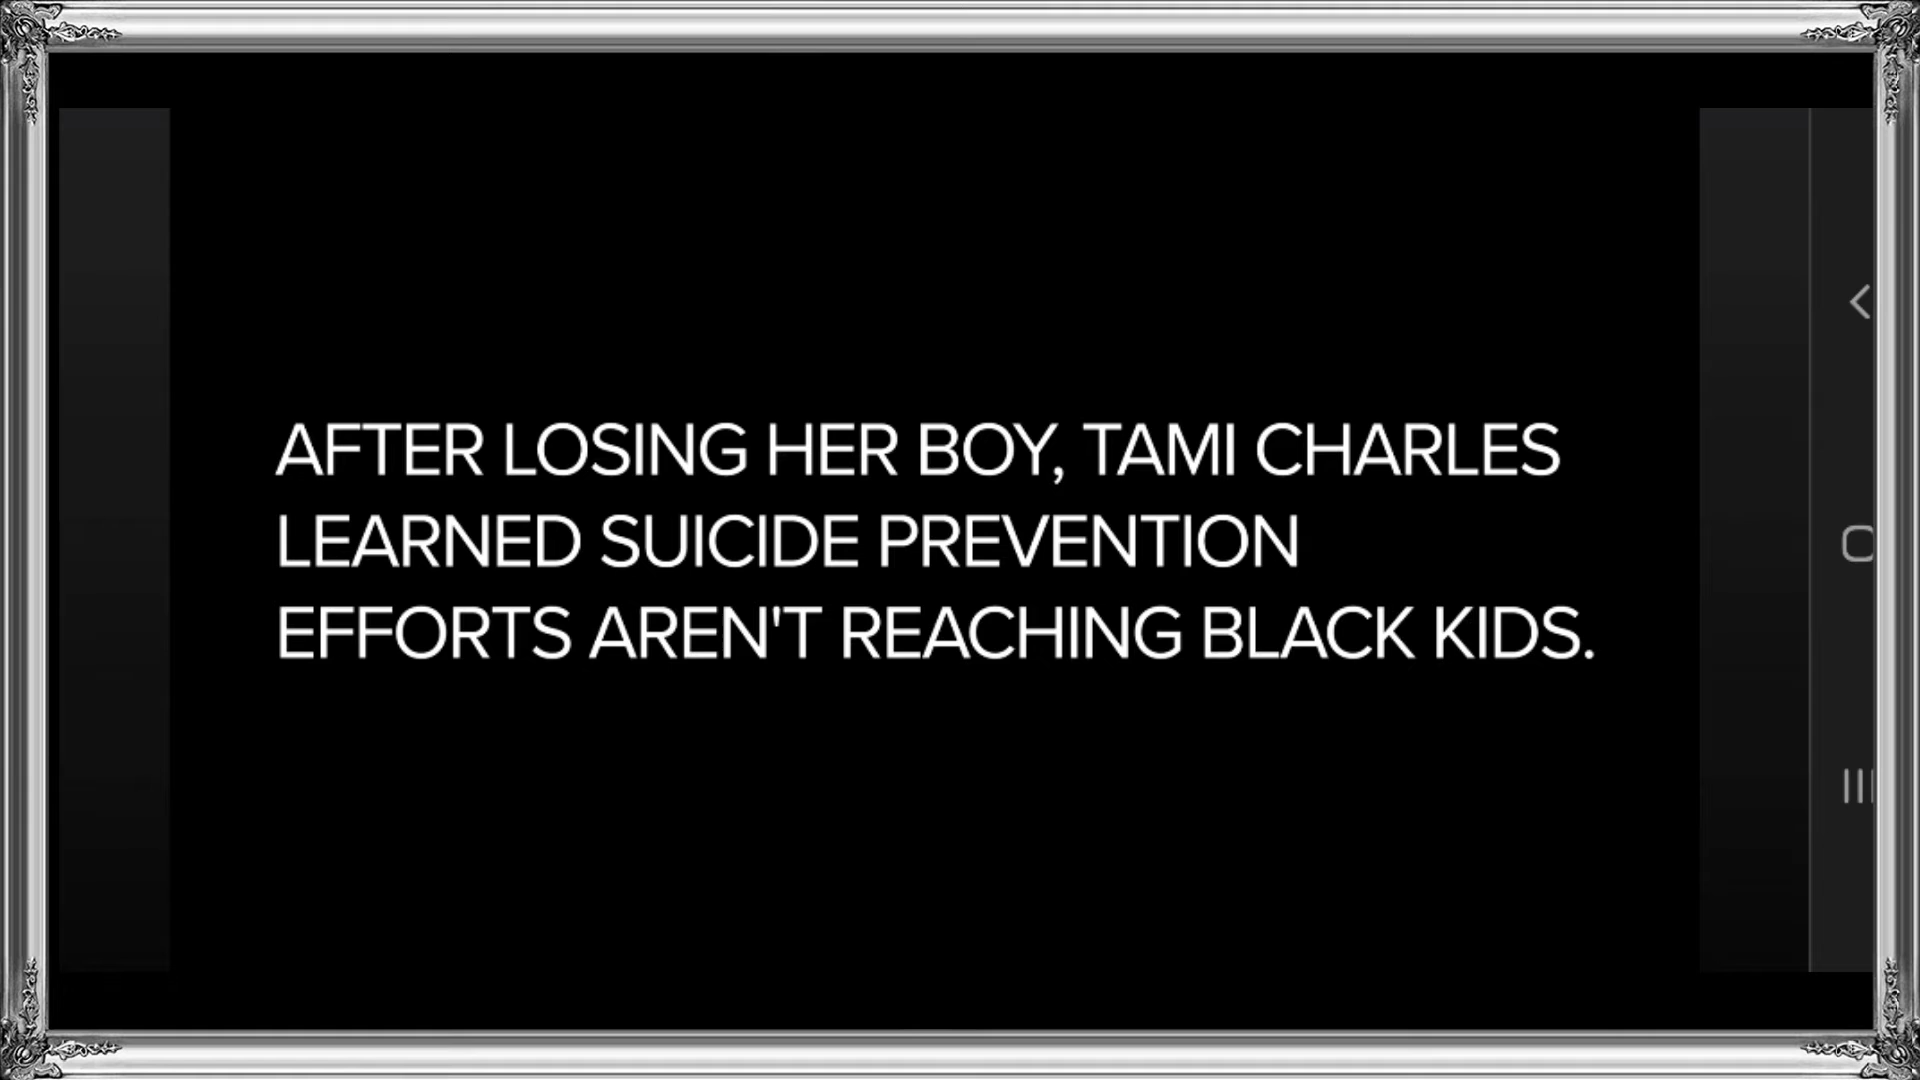 AFTER LOSING HER BOY, TAMI CHARLES
LEARNED SUICIDE PREVENTION
EFFORTS AREN'T REACHING BLACK KIDS.